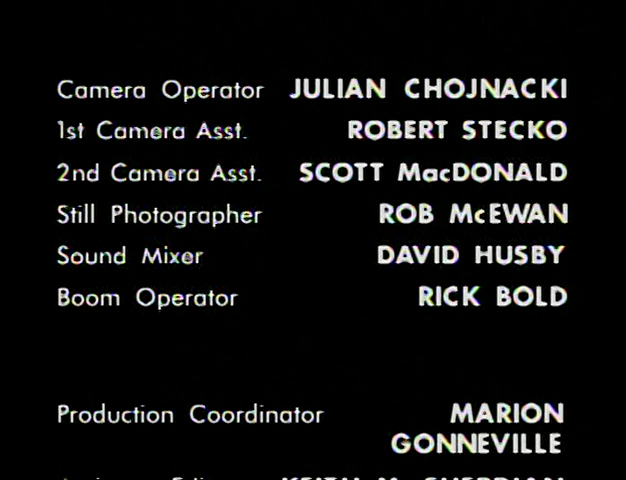 Camera Operator JULIAN CHOJNACKI
1st Camera Asst. ROBERT STECKO
2nd Camera Asst. SCOTT MacDONALD
Still Photographer ROB McEWAN
Sound Mixer DAVID HUSBY
Boom Operator RICK BOLD
Production Coordinator MARION
GONNEVILLE